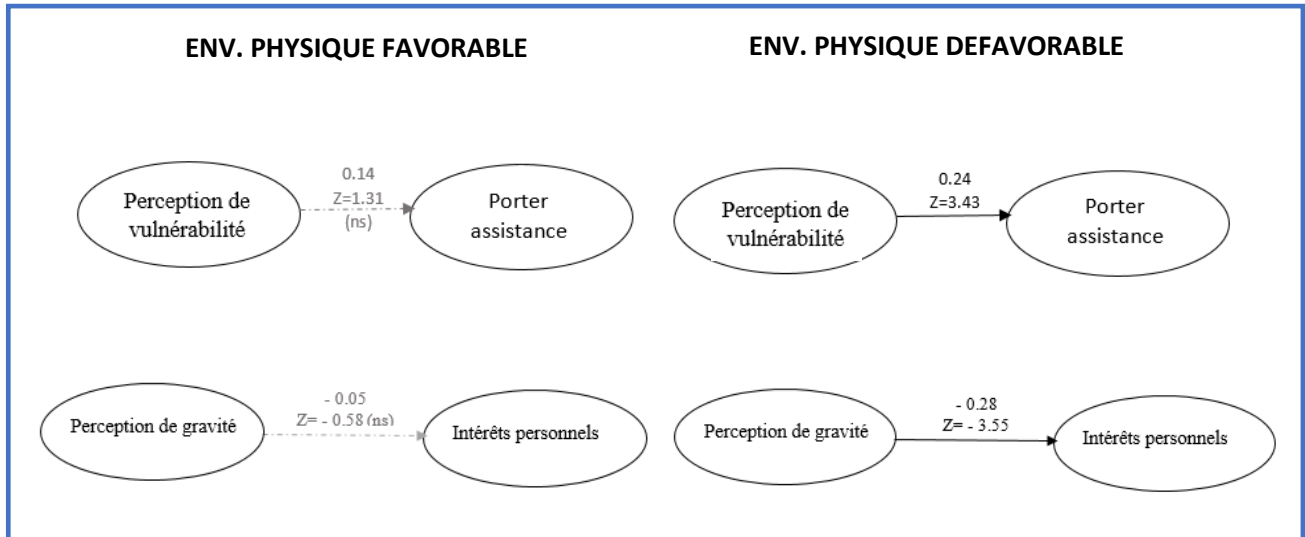 ENV. PHYSIQUE FAVORABLE
ENV. PHYSIQUE DEFAVORABLE
Perception de
vulnérabilité
0.14
Z=1.31
(ns)
Porter
assistance
Perception de
vulnérabilité
0.24
Z=3.43
Porter
assistance
Perception de gravité
- 0.05
Z= - 0.58 (ns)
Intérêts personnels
Perception de gravité
- 0.28
Z= - 3.55
Intérêts personnels